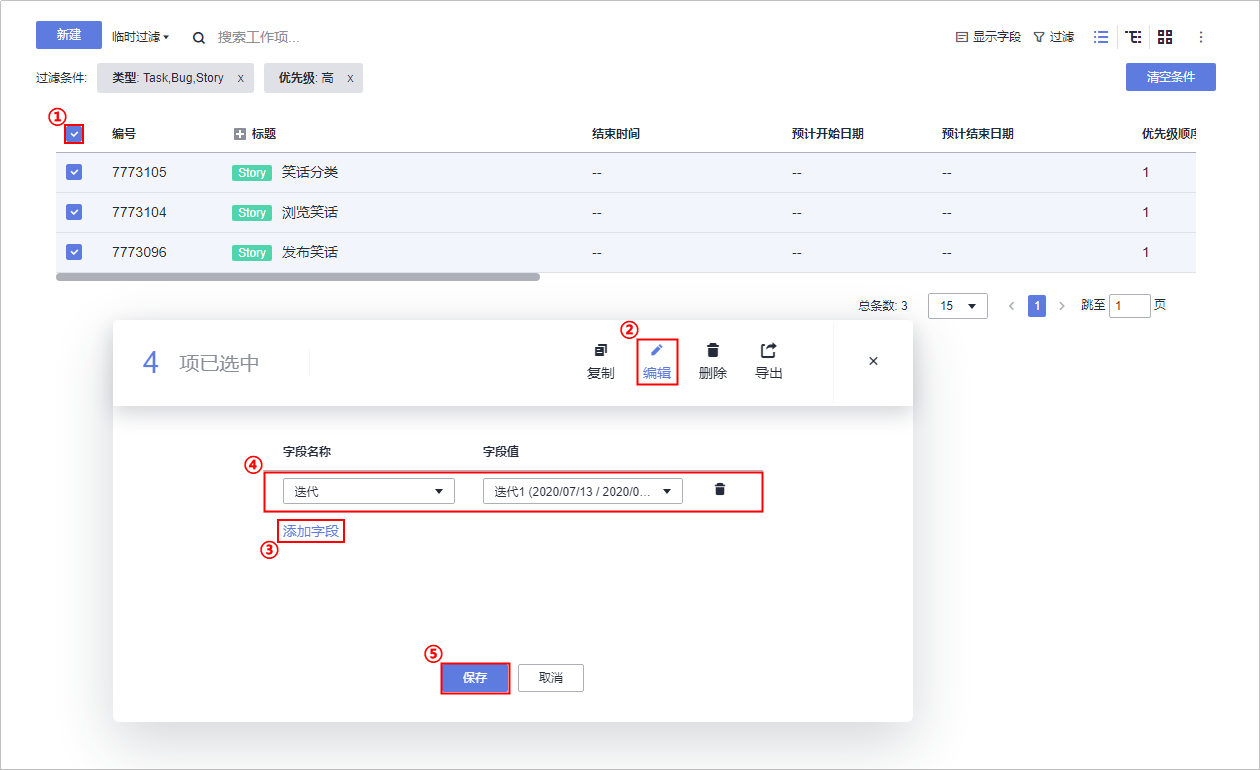 新建 临时过滤 搜索工作项... 显示字段 过滤
过滤条件: 类型: Task,Bug,Story x 优先级: 高 x 清空条件
①
编号 标题 结束时间 预计开始日期 预计结束日期 优先级顺序
7773105 Story 笑话分类 -- -- -- 1
7773104 Story 浏览笑话 -- -- -- 1
7773096 Story 发布笑话 -- -- -- 1
总条数: 3 15 < 1 > 跳至 1 页
②
4 项已选中 复制 编辑 删除 导出 ×
字段名称 字段值
④
迭代 迭代1 (2020/07/13 / 2020/0...
添加字段
③
⑤
保存 取消